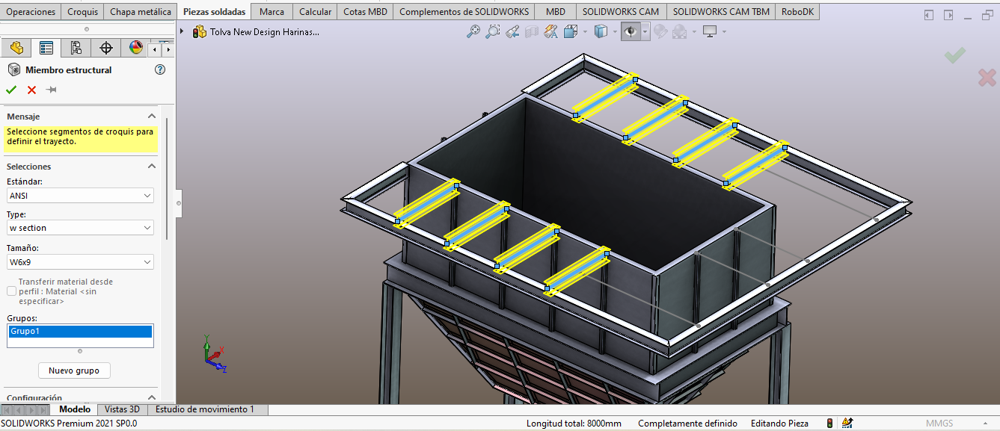 Operaciones Croquis Chapa metálica Piezas soldadas Marca Calcular Cotas MBD Complementos de SOLIDWORKS MBD SOLIDWORKS CAM SOLIDWORKS CAM TBM RoboDK
Tolva New Design Harinas...
Miembro estructural
Mensaje
Seleccione segmentos de croquis para
definir el trayecto.
Selecciones
Estándar:
ANSI
Type:
w section
Tamaño:
W6x9
Transferir material desde
perfil : Material <sin
especificar>
Grupos:
Grupo1
Nuevo grupo
Configuración
Y
X
Z
Modelo Vistas 3D Estudio de movimiento 1
SOLIDWORKS Premium 2021 SP0.0 Longitud total: 8000mm Completamente definido Editando Pieza MMGS